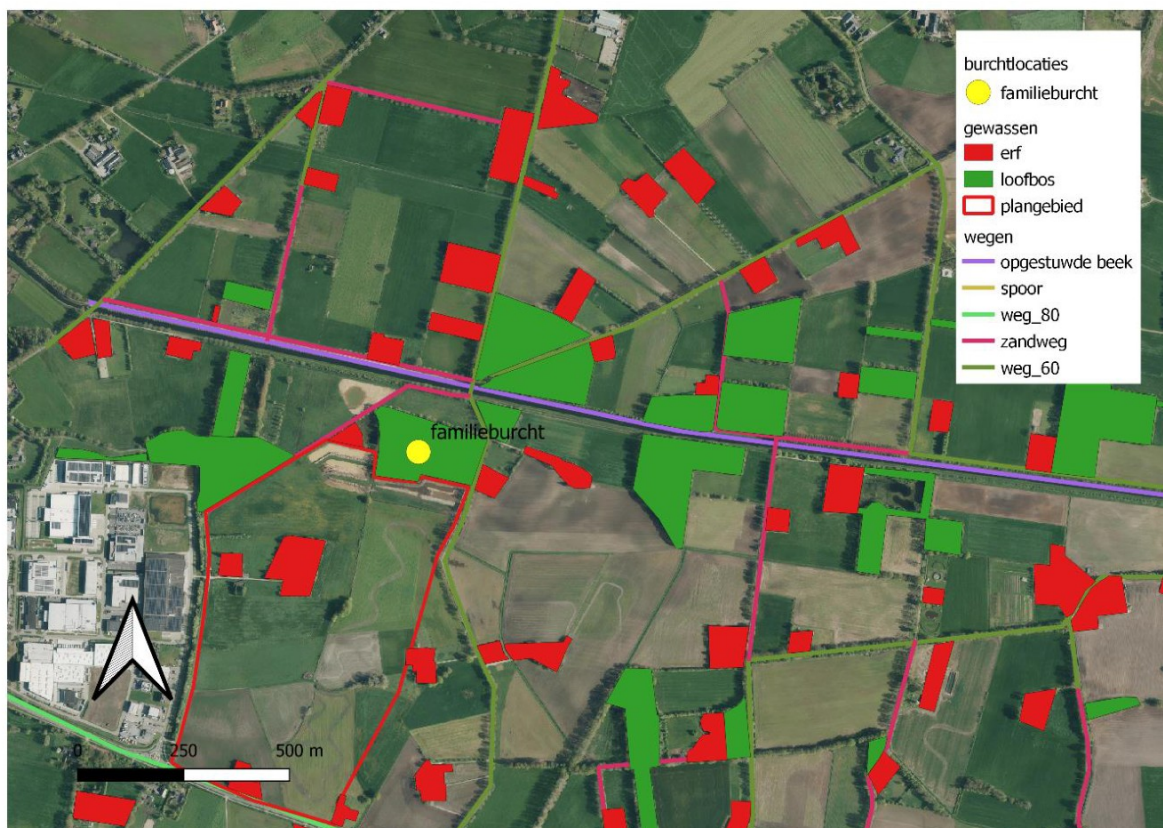 burchtlocaties
familieburcht
gewassen
erf
loofbos
plangebied
wegen
opgestuwde beek
spoor
weg_80
zandweg
weg_60
familieburcht
0 250 500 m